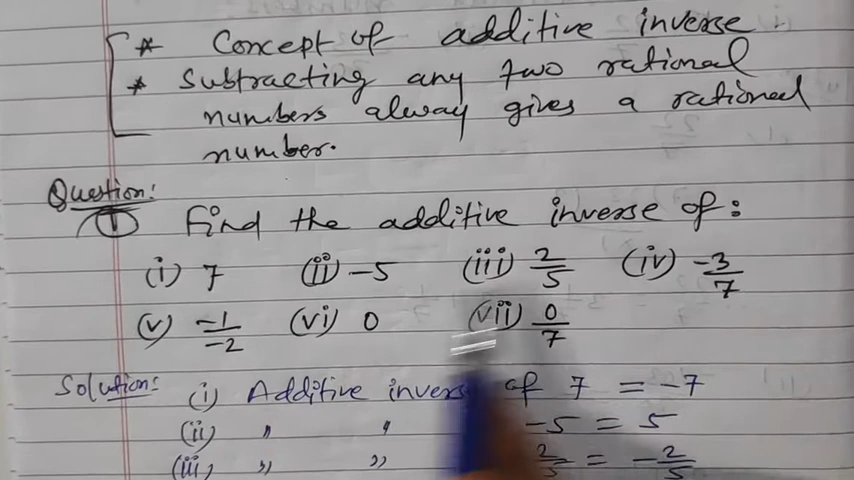 * Concept of additive inverse.
* Subtracting any two rational
numbers alway gives a rational
number.
Question:
① Find the additive inverse of:
(i) 7 (ii) -5 (iii) 2/5 (iv) -3/7
(v) -1/-2 (vi) 0 (vii) 0/7
Solution: (i) Additive inverse of 7 = -7
(ii) " " -5 = 5
(iii) " " 2/5 = -2/5